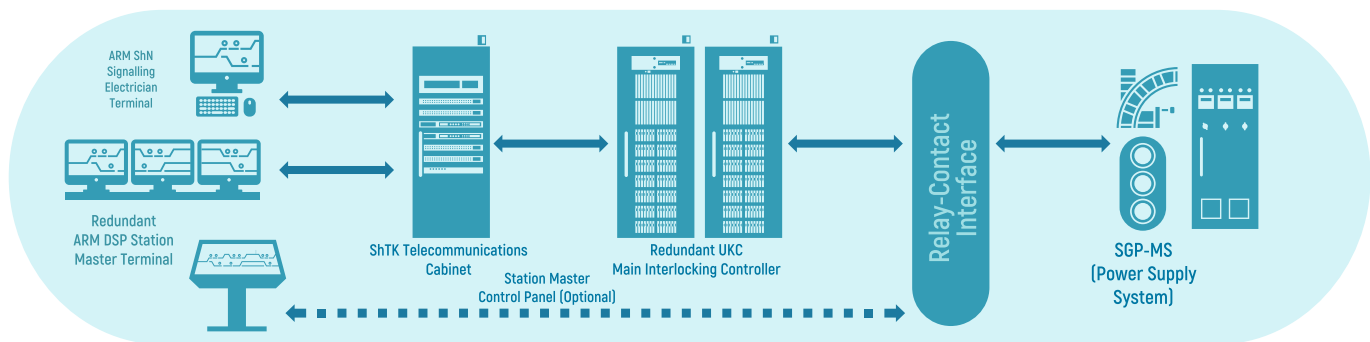 ARM ShN
Signalling
Electrician
Terminal
Redundant
ARM DSP Station
Master Terminal
ShTK Telecommunications
Cabinet
Station Master
Control Panel (Optional)
Redundant UKC
Main Interlocking Controller
Relay-Contact
Interface
SGP-MS
(Power Supply
System)